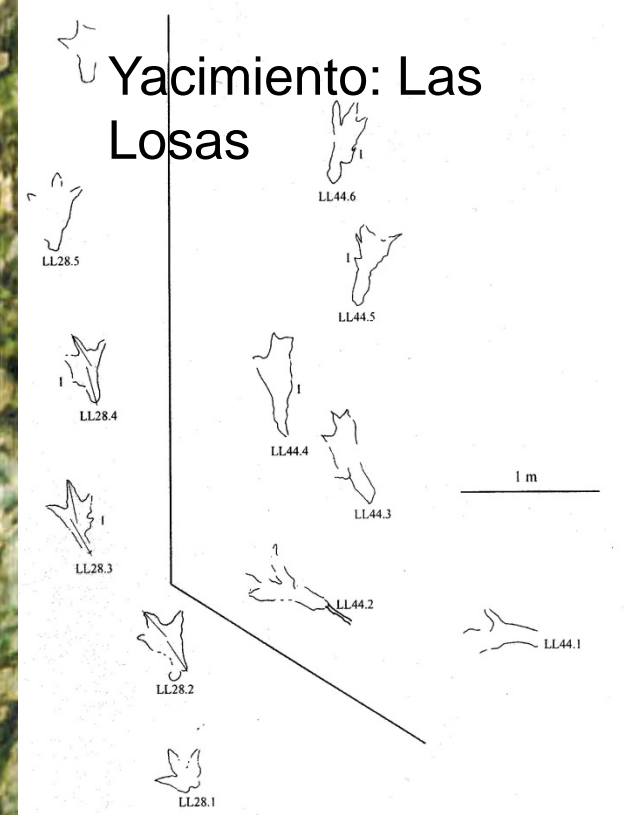 Yacimiento: Las
Losas
LL44.6
I
LL28.5
I
LL44.5
I
LL28.4
I
LL44.4
1 m
LL44.3
I
LL28.3
LL44.2
LL44.1
LL28.2
LL28.1